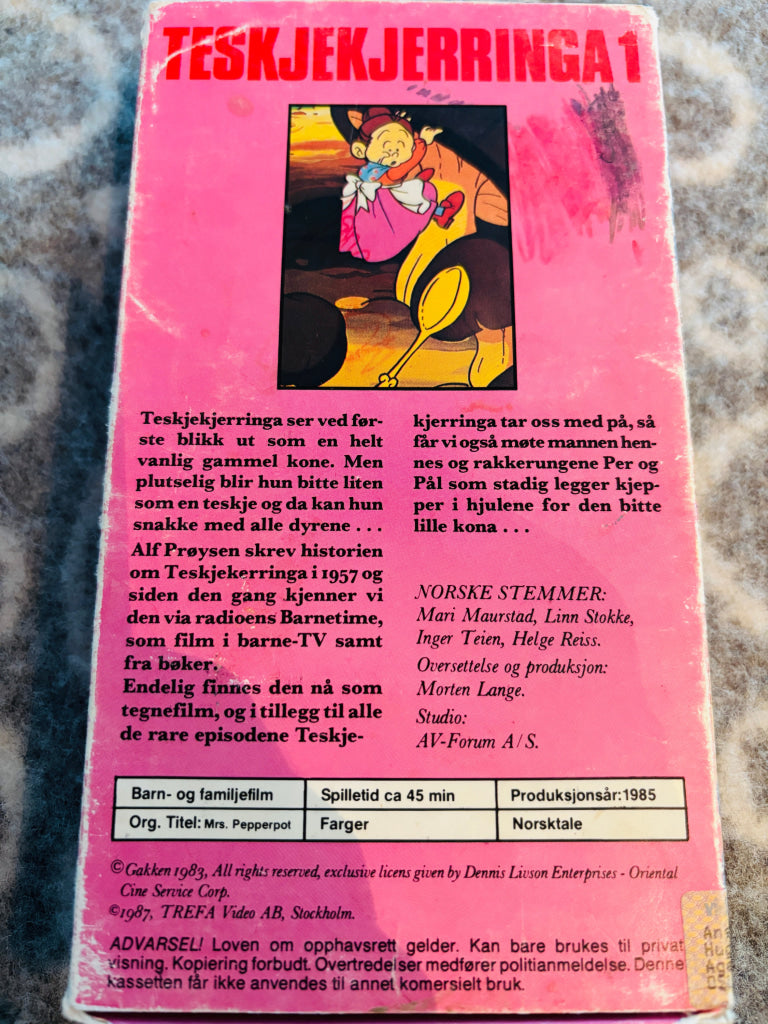 TESKJEKJERRINGA 1
Teskjekjerringa ser ved før-
ste blikk ut som en helt
vanlig gammel kone. Men
plutselig blir hun bitte liten
som en teskje og da kan hun
snakke med alle dyrene . . .
Alf Prøysen skrev historien
om Teskjekerringa i 1957 og
siden den gang kjenner vi
den via radioens Barnetime,
som film i barne-TV samt
fra bøker.
Endelig finnes den nå som
tegnefilm, og i tillegg til alle
de rare episodene Teskje-
kjerringa tar oss med på, så
får vi også møte mannen hen-
nes og rakkerungene Per og
Pål som stadig legger kjep-
per i hjulene for den bitte
lille kona . . .
NORSKE STEMMER:
Mari Maurstad, Linn Stokke,
Inger Teien, Helge Reiss.
Oversettelse og produksjon:
Morten Lange.
Studio:
AV-Forum A/S.
Barn- og familjefilm
Spilletid ca 45 min
Produksjonsår: 1985
Org. Titel: Mrs. Pepperpot
Farger
Norsktale
© Gakken 1983, All rights reserved, exclusive licens given by Dennis Livson Enterprises - Oriental
Cine Service Corp.
©1987, TREFA Video AB, Stockholm.
ADVARSEL! Loven om opphavsrett gelder. Kan bare brukes til privat
visning. Kopiering forbudt. Overtredelser medfører politianmeldelse. Denne
kassetten får ikke anvendes til annet komersielt bruk.